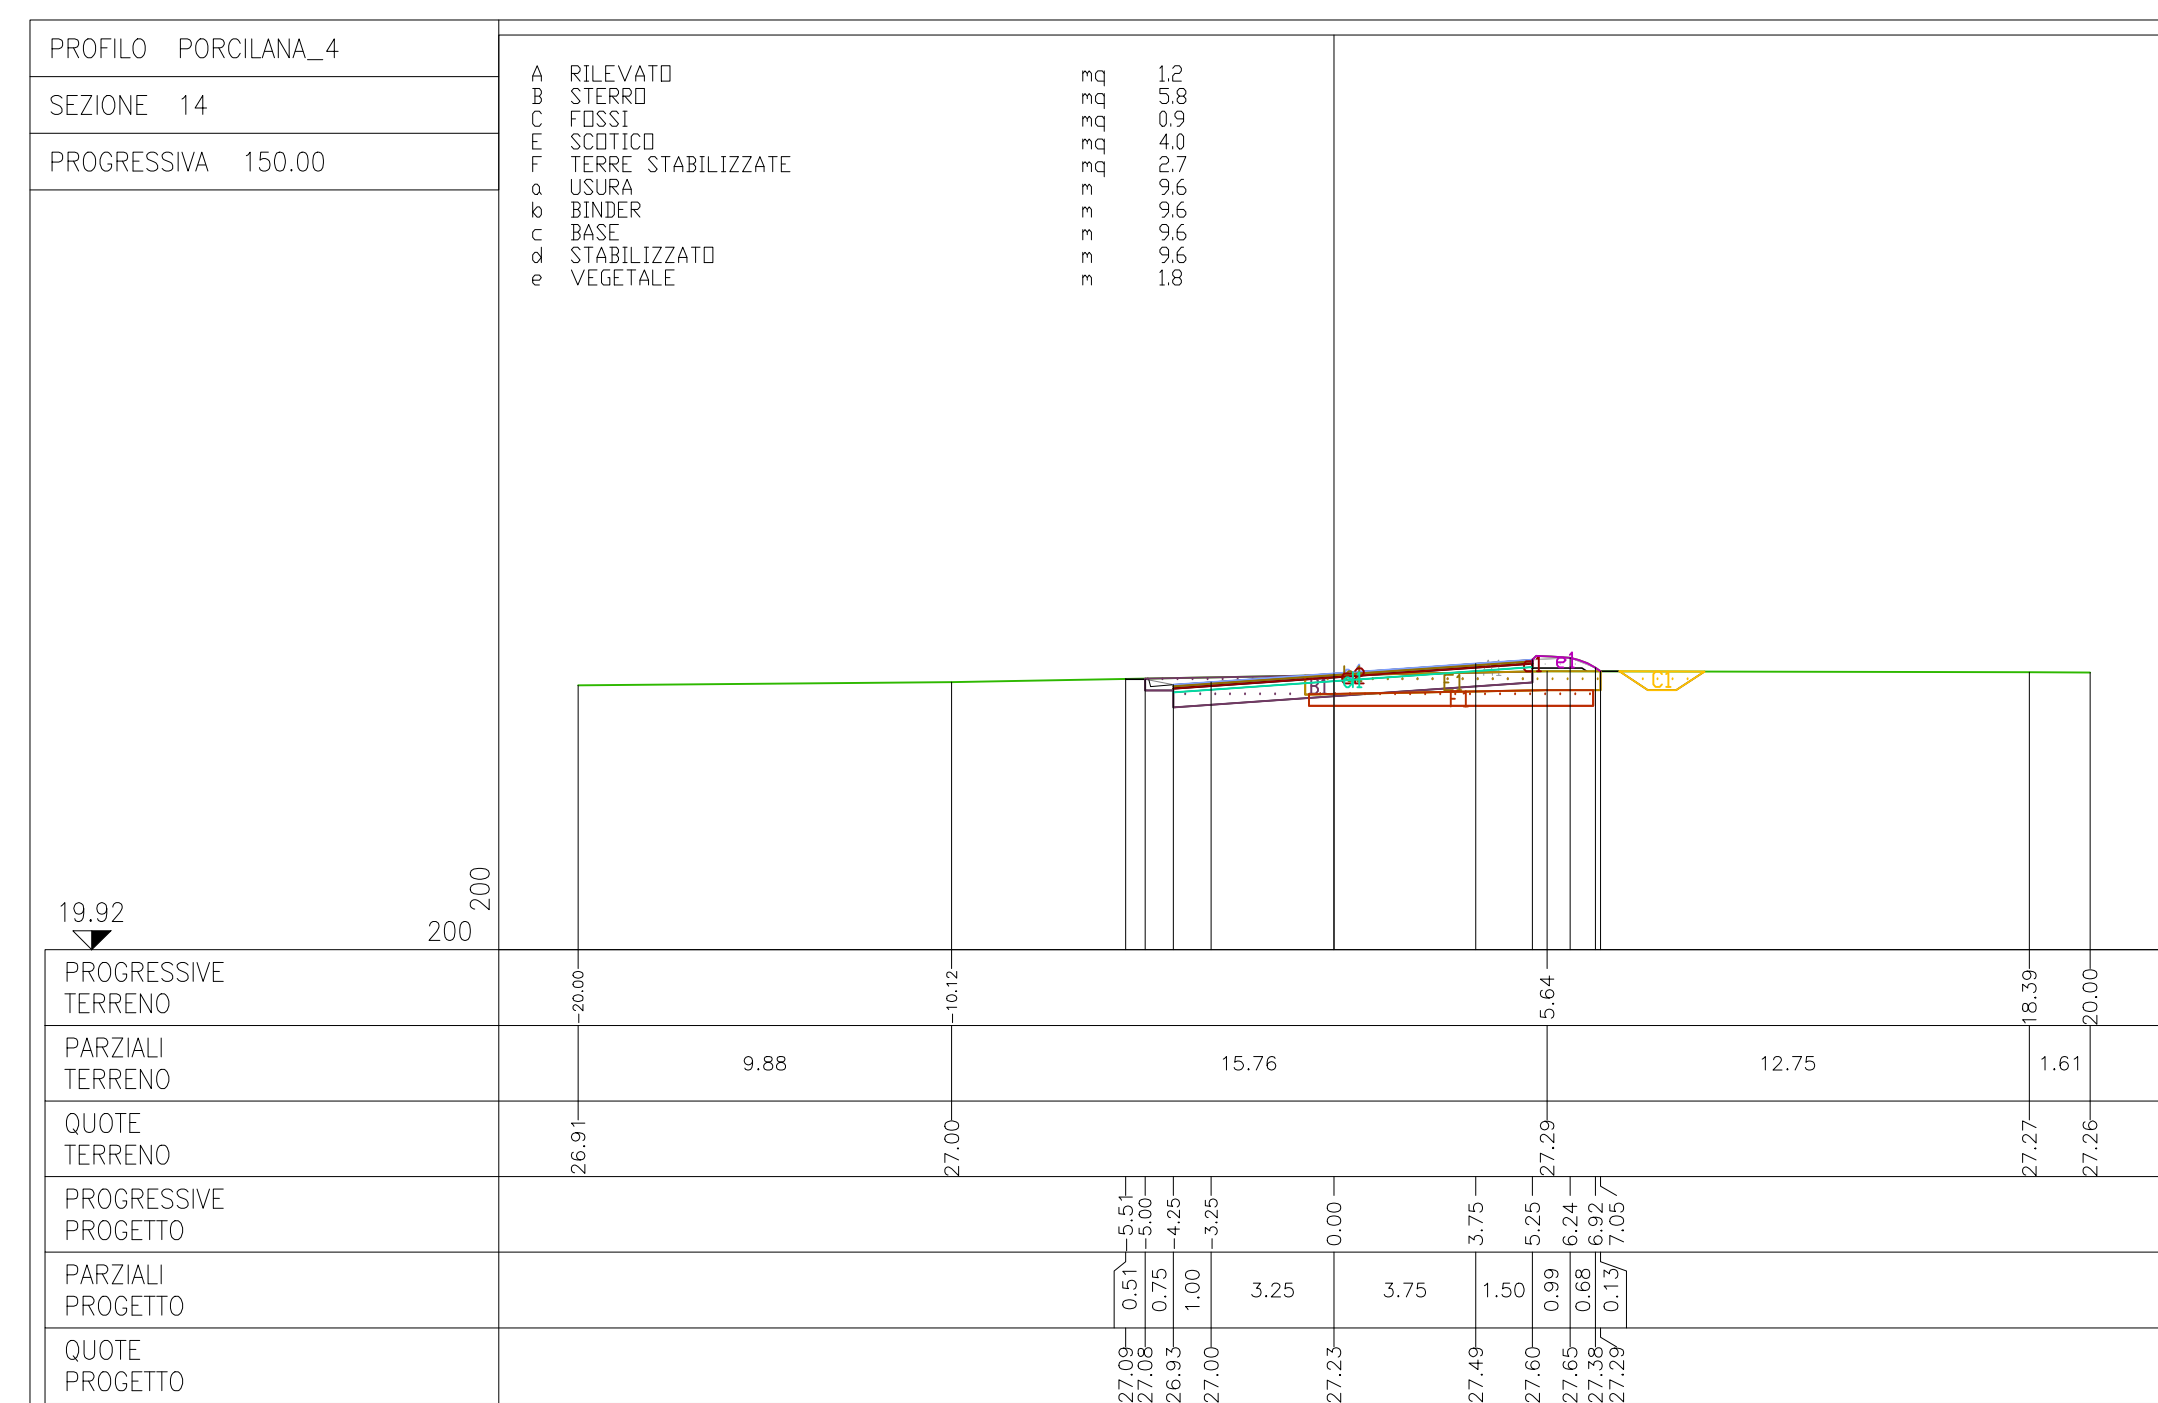 PROFILO PORCILANA_4
SEZIONE 14
PROGRESSIVA 150.00
A RILEVATO mq 1.2
B STERRO mq 5.8
C FOSSI mq 0.9
E SCOTICO mq 4.0
F TERRE STABILIZZATE mq 2.7
a USURA m 9.6
b BINDER m 9.6
c BASE m 9.6
d STABILIZZATO m 9.6
e VEGETALE m 1.8
B1
d1
E1
F1
e1
C1
200
19.92
200
PROGRESSIVE
TERRENO
-20.00 -10.12 5.64 18.39 20.00
PARZIALI
TERRENO
9.88 15.76 12.75 1.61
QUOTE
TERRENO
26.91 27.00 27.29 27.27 27.26
PROGRESSIVE
PROGETTO
-5.51 -5.00 -4.25 -3.25 0.00 3.75 5.25 6.24 6.92 7.05
PARZIALI
PROGETTO
0.51 0.75 1.00 3.25 3.75 1.50 0.99 0.68 0.13
QUOTE
PROGETTO
27.09 27.08 26.93 27.00 27.23 27.49 27.60 27.65 27.38 27.29